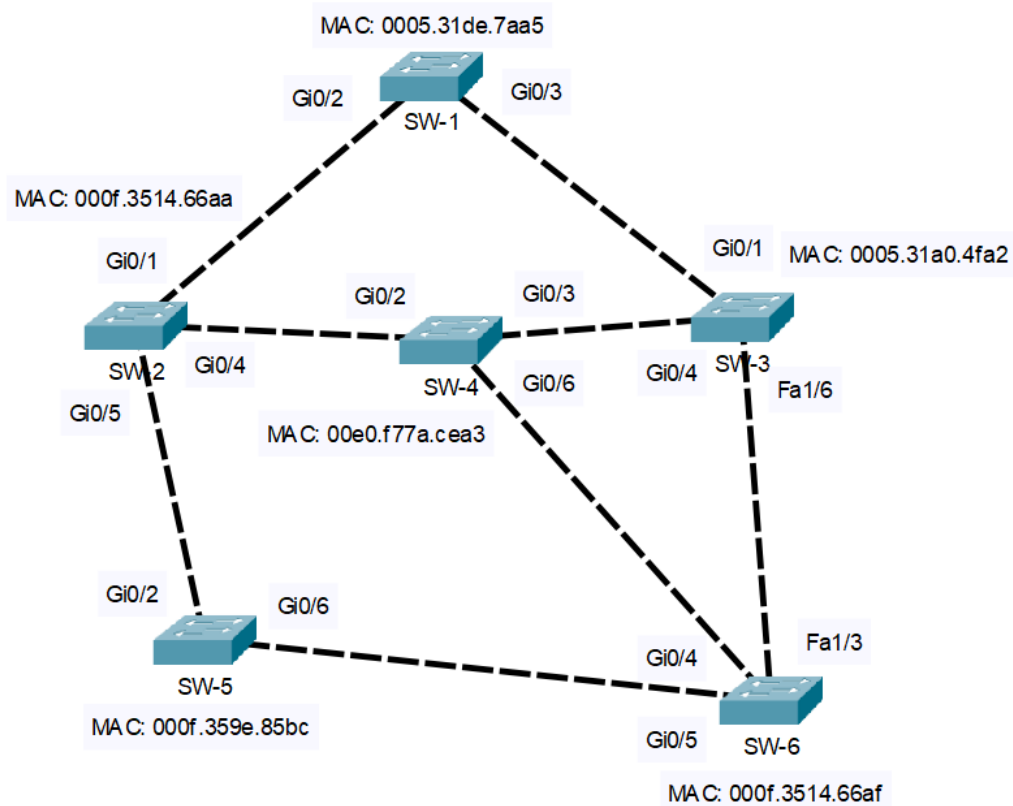 MAC: 0005.31de.7aa5
Gi0/2
Gi0/3
SW-1
MAC: 000f.3514.66aa
Gi0/1
Gi0/1
MAC: 0005.31a0.4fa2
Gi0/2
Gi0/3
SW-2
Gi0/4
SW-4
Gi0/6
Gi0/4
SW-3
Gi0/5
Fa1/6
MAC: 00e0.f77a.cea3
Gi0/2
Gi0/6
Gi0/4
Fa1/3
SW-5
MAC: 000f.359e.85bc
Gi0/5
SW-6
MAC: 000f.3514.66af